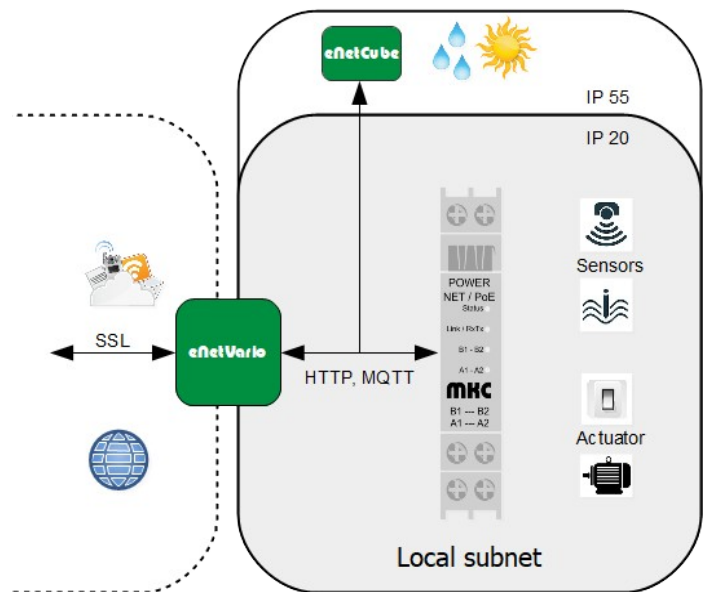 eNetCube
IP 55
IP 20
Sensors
POWER
NET / PoE
Status
Link / RxTx
B1 - B2
A1 - A2
MKC
B1 --- B2
A1 --- A2
SSL
eNetVario
HTTP, MQTT
Actuator
Local subnet